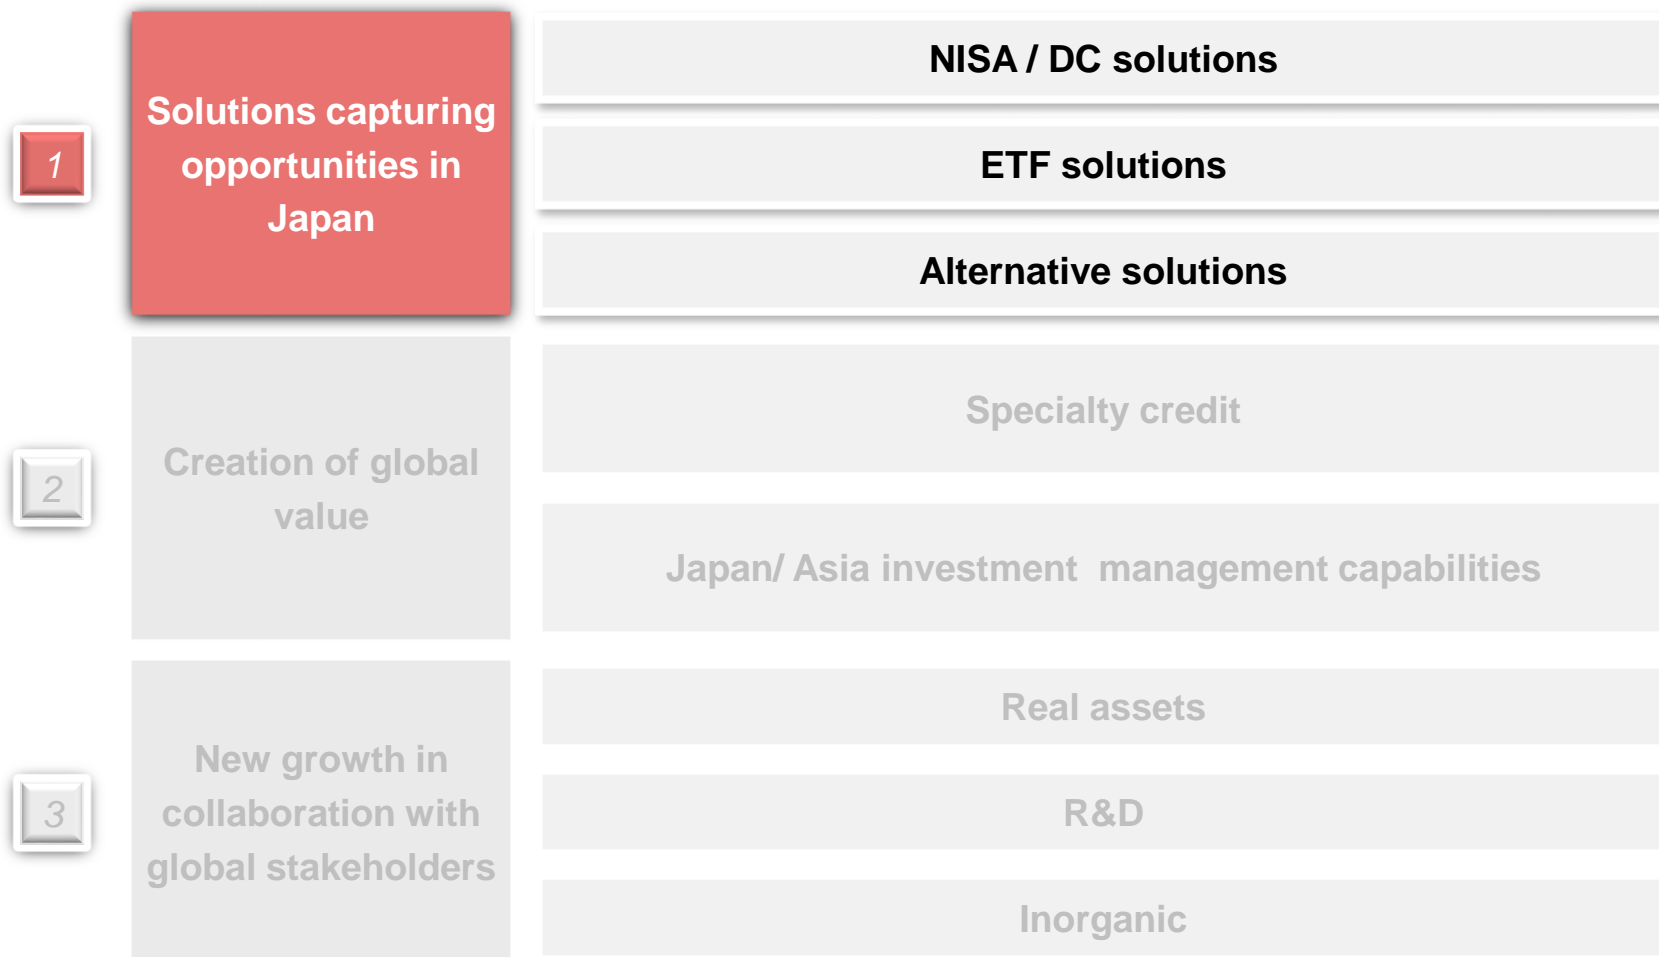 1
Solutions capturing
opportunities in
Japan
NISA / DC solutions
ETF solutions
Alternative solutions
2
Creation of global
value
Specialty credit
Japan/ Asia investment  management capabilities
3
New growth in
collaboration with
global stakeholders
Real assets
R&D
Inorganic